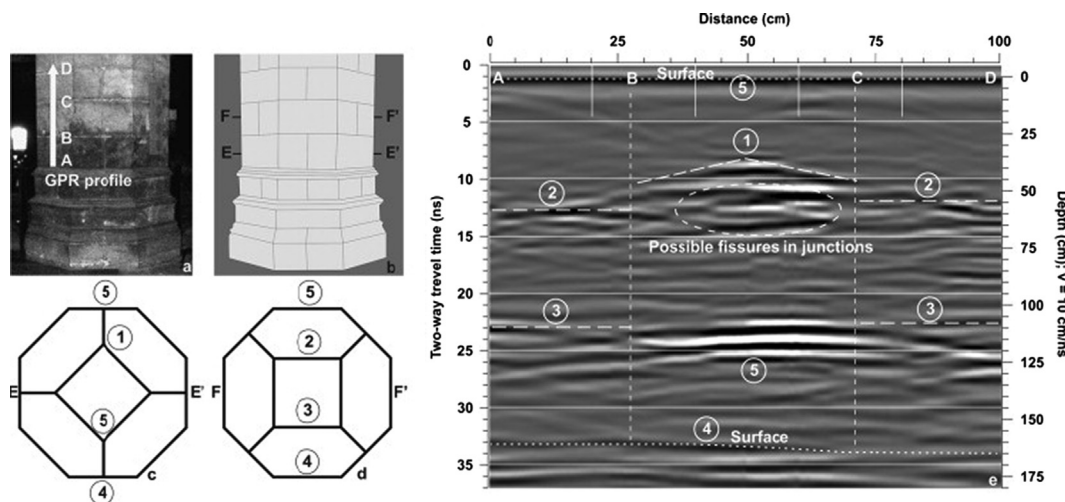 D
C
B
A
GPR profile
a
F F'
E E'
b
5
1
E E'
5
c
4
5
2
F F'
3
4
d
Distance (cm)
0 25 50 75 100
Two-way trevel time (ns)
0
5
10
15
20
25
30
35
Depth (cm); V = 10 cm/ns
0
25
50
75
100
125
150
175
A B Surface C D
5
1
2 2
Possible fissures in junctions
3 3
5
4 Surface
e